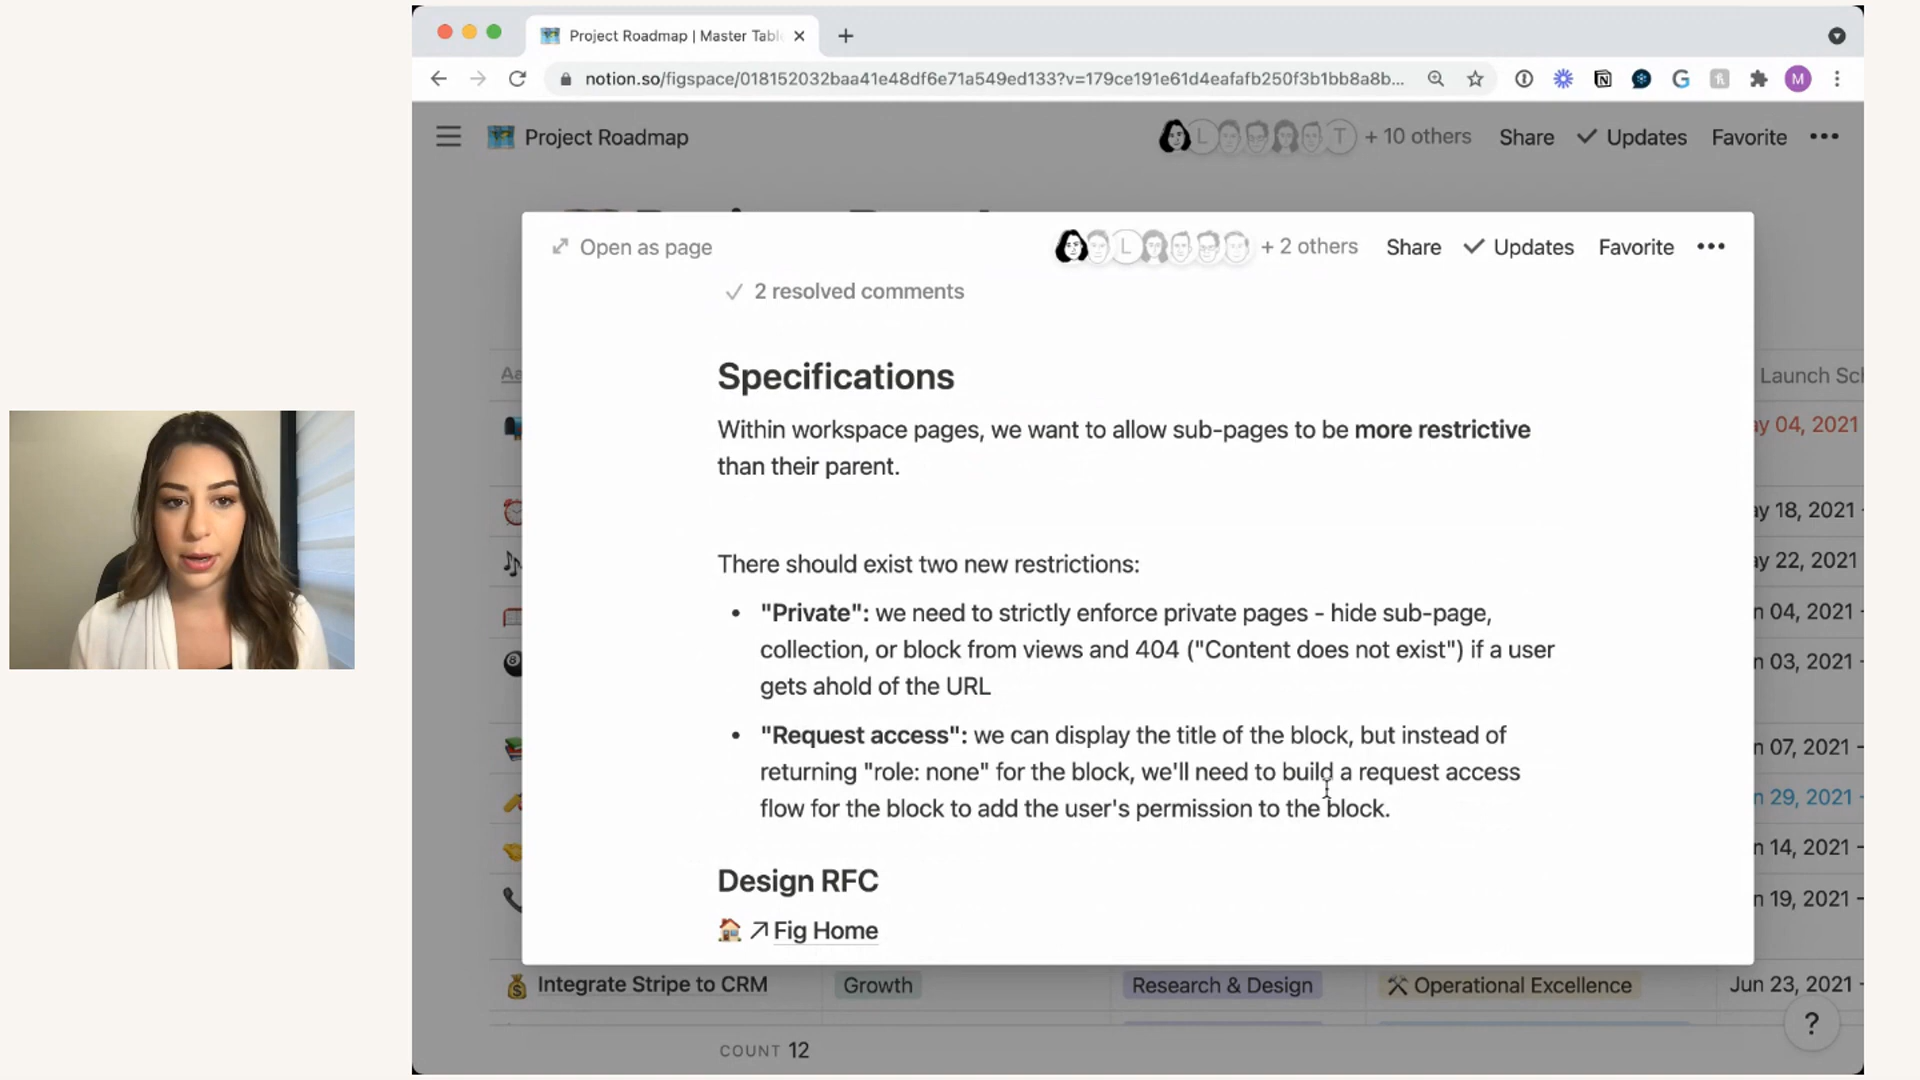 Project Roadmap | Master Tabl
notion.so/figspace/018152032baa41e48df6e71a549ed133?v=179ce191e61d4eafafb250f3b1bb8a8b...
M
Project Roadmap
L
T
+ 10 others
Share
Updates
Favorite
Open as page
L
+ 2 others
Share
Updates
Favorite
2 resolved comments
Specifications
Within workspace pages, we want to allow sub-pages to be more restrictive
than their parent.
There should exist two new restrictions:
• "Private": we need to strictly enforce private pages - hide sub-page,
collection, or block from views and 404 ("Content does not exist") if a user
gets ahold of the URL
• "Request access": we can display the title of the block, but instead of
returning "role: none" for the block, we'll need to build a request access
flow for the block to add the user's permission to the block.
Design RFC
Fig Home
Aa
Launch Sch
ay 04, 2021
ay 18, 2021 -
ay 22, 2021
n 04, 2021
n 03, 2021
n 07, 2021 -
n 29, 2021 -
n 14, 2021 -
n 19, 2021 -
Integrate Stripe to CRM
Growth
Research & Design
Operational Excellence
Jun 23, 2021 -
COUNT 12
?